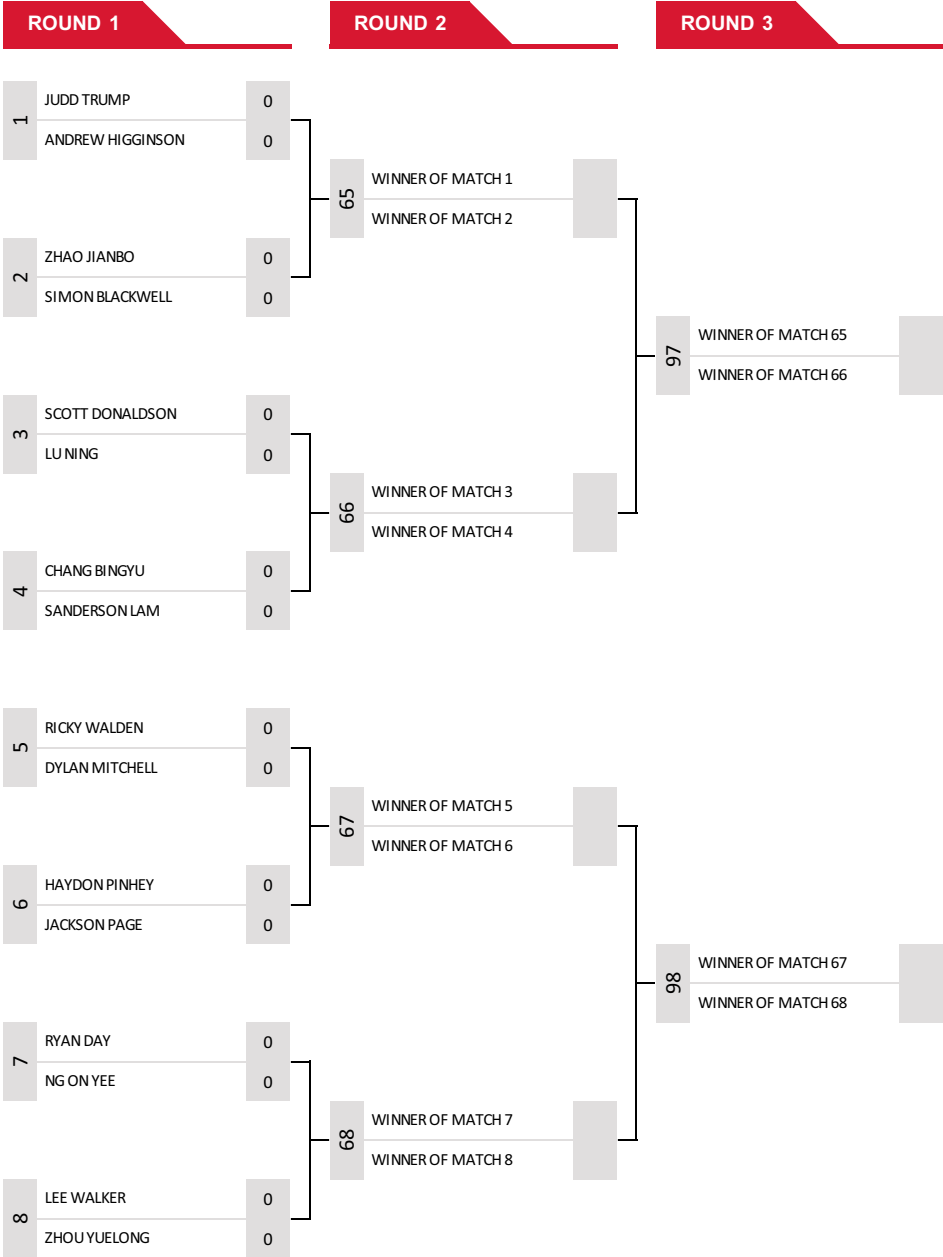 ROUND 1
ROUND 2
ROUND 3
1
JUDD TRUMP 0
ANDREW HIGGINSON 0
65
WINNER OF MATCH 1
WINNER OF MATCH 2
2
ZHAO JIANBO 0
SIMON BLACKWELL 0
97
WINNER OF MATCH 65
WINNER OF MATCH 66
3
SCOTT DONALDSON 0
LU NING 0
66
WINNER OF MATCH 3
WINNER OF MATCH 4
4
CHANG BINGYU 0
SANDERSON LAM 0
5
RICKY WALDEN 0
DYLAN MITCHELL 0
67
WINNER OF MATCH 5
WINNER OF MATCH 6
6
HAYDON PINHEY 0
JACKSON PAGE 0
98
WINNER OF MATCH 67
WINNER OF MATCH 68
7
RYAN DAY 0
NG ON YEE 0
68
WINNER OF MATCH 7
WINNER OF MATCH 8
8
LEE WALKER 0
ZHOU YUELONG 0